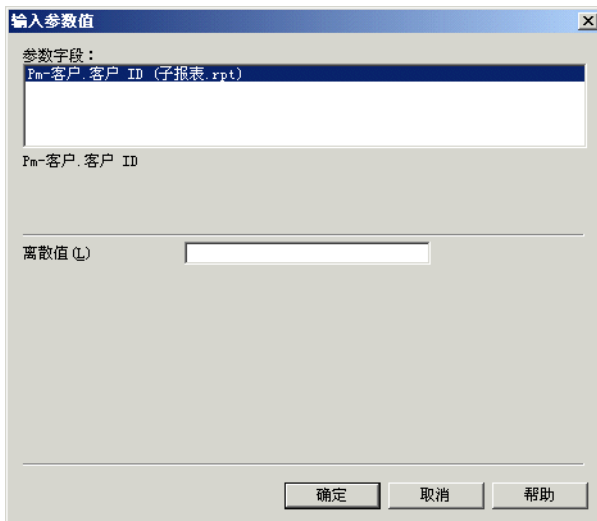 输入参数值
参数字段：
Pm-客户.客户 ID (子报表.rpt)
Pm-客户.客户 ID
离散值(L)
确定 取消 帮助